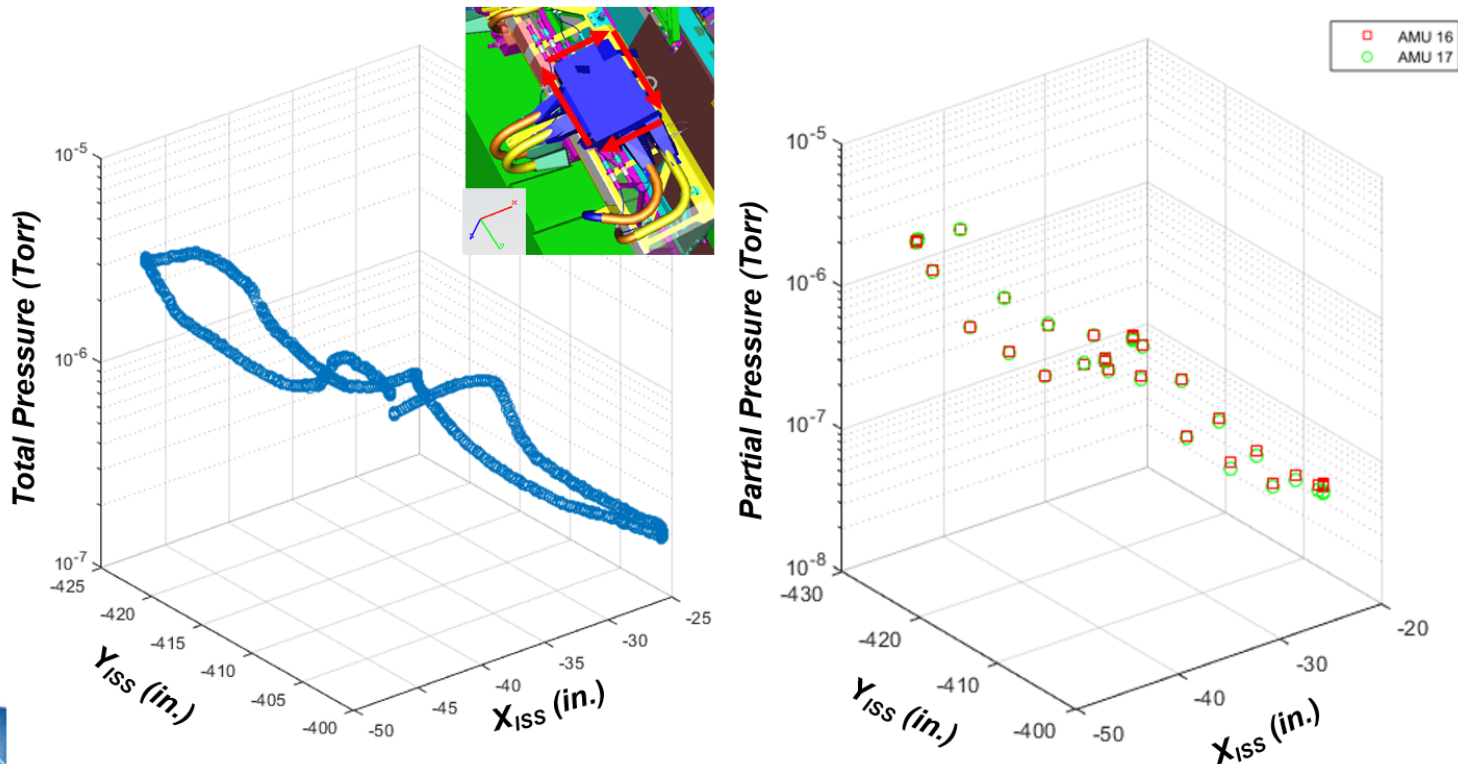 Total Pressure (Torr)
10-5
10-6
10-7
-425
-420
-415
-410
-405
-400
YISS (in.)
-50
-45
-40
-35
-30
-25
XISS (in.)
x
y
z
AMU 16
AMU 17
Partial Pressure (Torr)
10-5
10-6
10-7
10-8
-430
-420
-410
-400
YISS (in.)
-50
-40
-30
-20
XISS (in.)